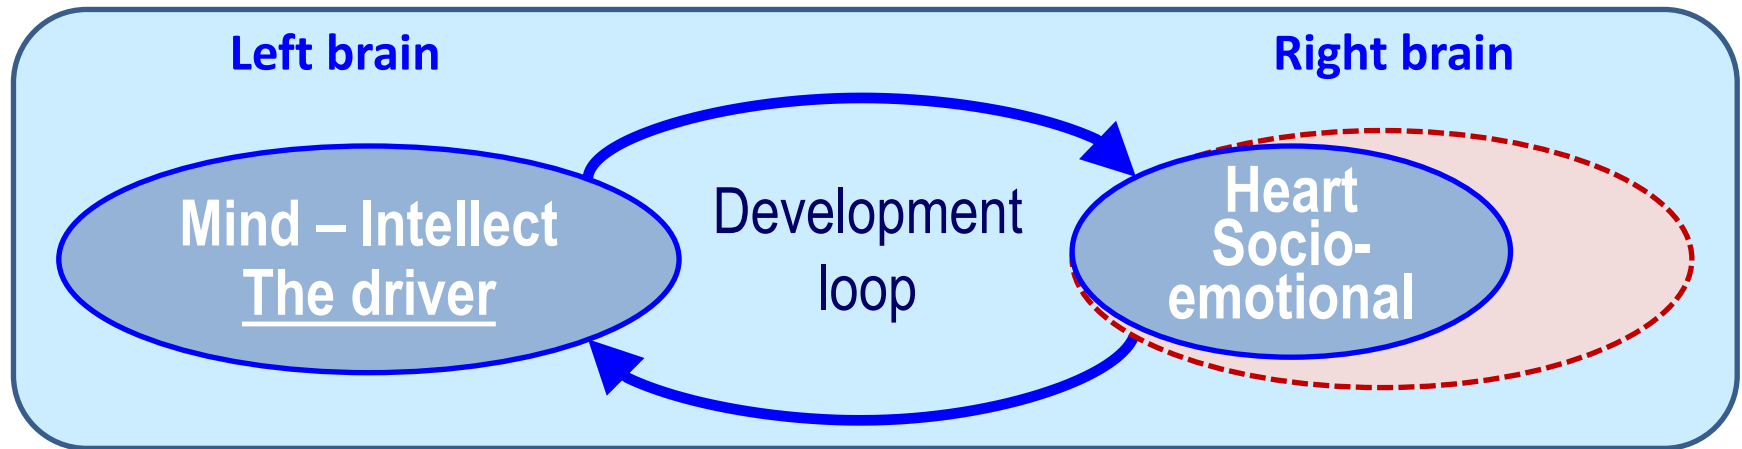 Left brain
Right brain
Mind – Intellect
The driver
Development
loop
Heart
Socio-
emotional